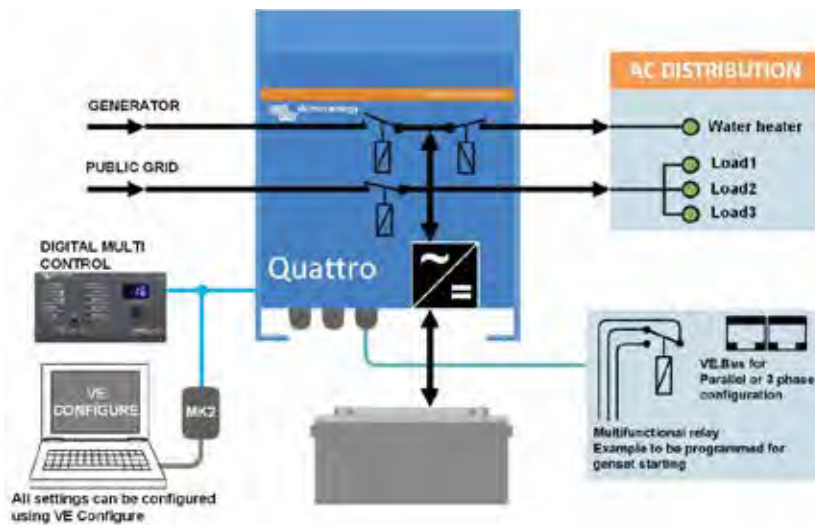 GENERATOR
PUBLIC GRID
AC DISTRIBUTION
Water heater
Load1
Load2
Load3
DIGITAL MULTI
CONTROL
Quattro
VE
CONFIGURE
MK2
All settings can be configured
using VE Configure
VE.Bus for
Parallel or 3 phase
configuration
Multifunctional relay
Example to be programmed for
genset starting